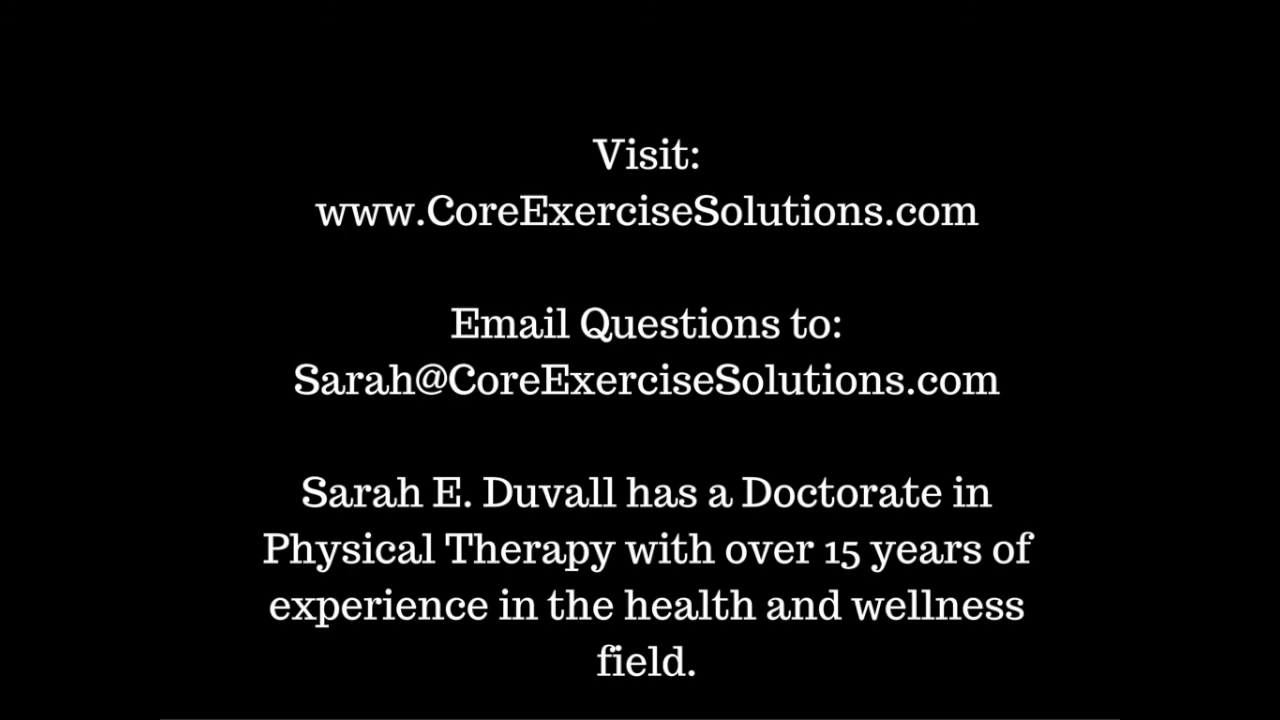 Visit:
www.CoreExerciseSolutions.com
Email Questions to:
Sarah@CoreExerciseSolutions.com
Sarah E. Duvall has a Doctorate in
Physical Therapy with over 15 years of
experience in the health and wellness
field.